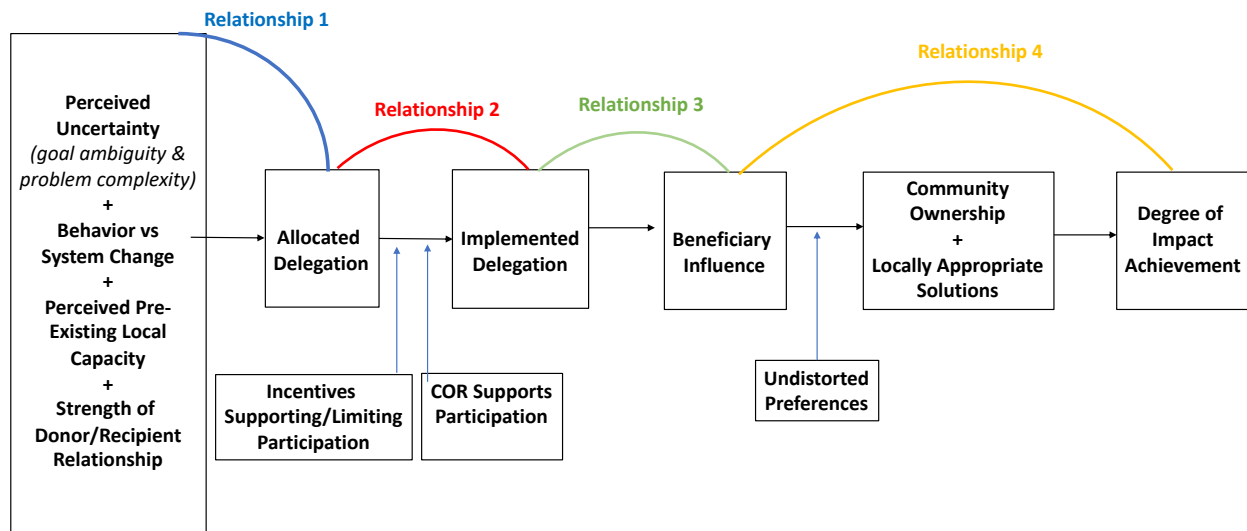 Relationship 1
Relationship 2
Relationship 3
Relationship 4
Perceived
Uncertainty
(goal ambiguity &
problem complexity)
+
Behavior vs
System Change
+
Perceived Pre-
Existing Local
Capacity
+
Strength of
Donor/Recipient
Relationship
Allocated
Delegation
Implemented
Delegation
Beneficiary
Influence
Community
Ownership
+
Locally Appropriate
Solutions
Degree of
Impact
Achievement
Incentives
Supporting/Limiting
Participation
COR Supports
Participation
Undistorted
Preferences